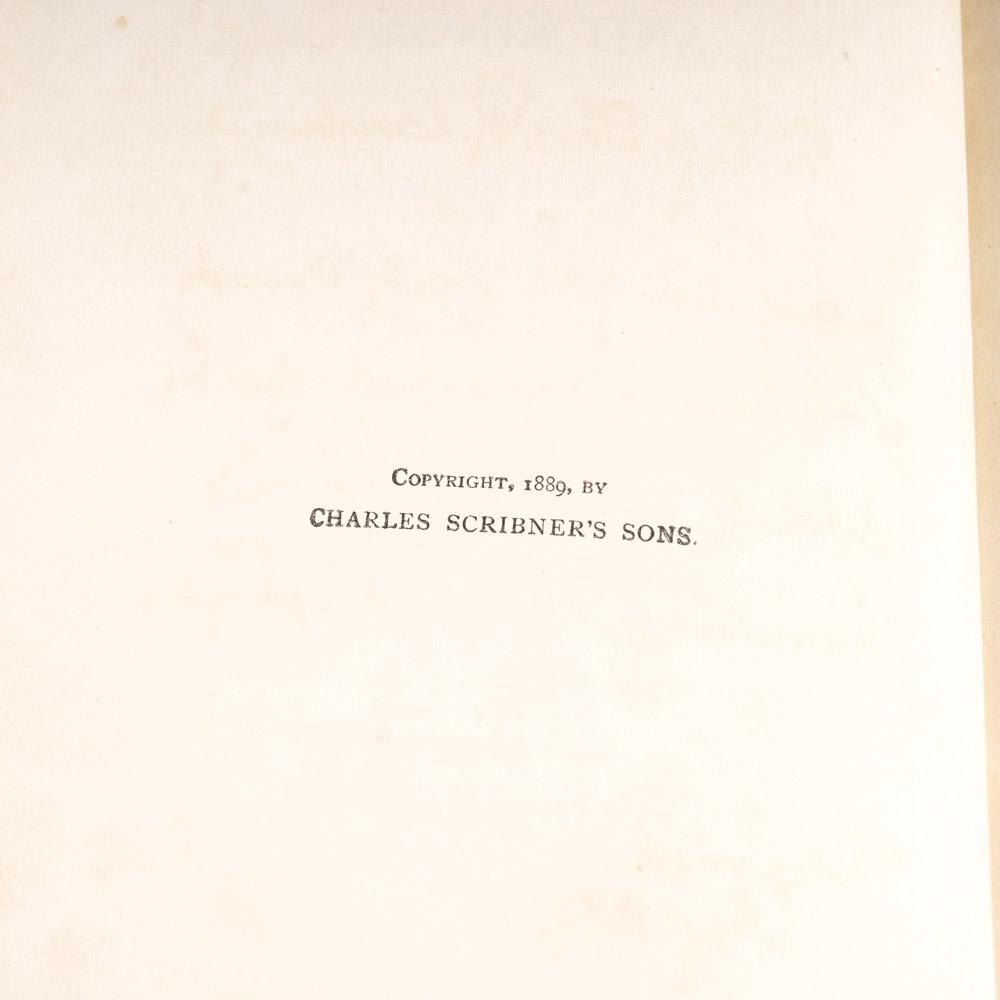 COPYRIGHT, 1889, BY
CHARLES SCRIBNER'S SONS.